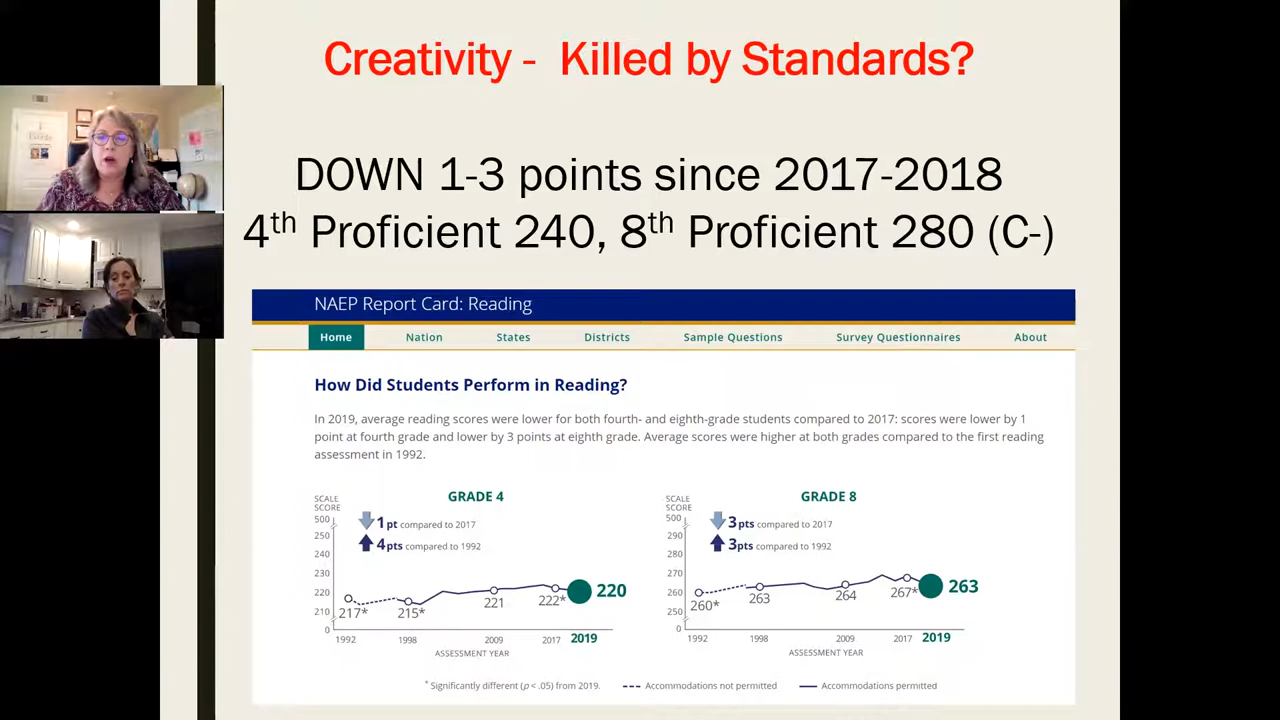 Creativity -  Killed by Standards?
DOWN 1-3 points since 2017-2018
4th Proficient 240, 8th Proficient 280 (C-)
NAEP Report Card: Reading
Home Nation States Districts Sample Questions Survey Questionnaires About
How Did Students Perform in Reading?
In 2019, average reading scores were lower for both fourth- and eighth-grade students compared to 2017: scores were lower by 1
point at fourth grade and lower by 3 points at eighth grade. Average scores were higher at both grades compared to the first reading
assessment in 1992.
GRADE 4
SCALE
SCORE
500
250
240
230
220
210
0
1 pt compared to 2017
4pts compared to 1992
217* 215* 221 222* 220
1992 1998 2009 2017 2019
ASSESSMENT YEAR
GRADE 8
SCALE
SCORE
500
290
280
270
260
250
0
3pts compared to 2017
3pts compared to 1992
260* 263 264 267* 263
1992 1998 2009 2017 2019
ASSESSMENT YEAR
* Significantly different (p < .05) from 2019. Accommodations not permitted Accommodations permitted